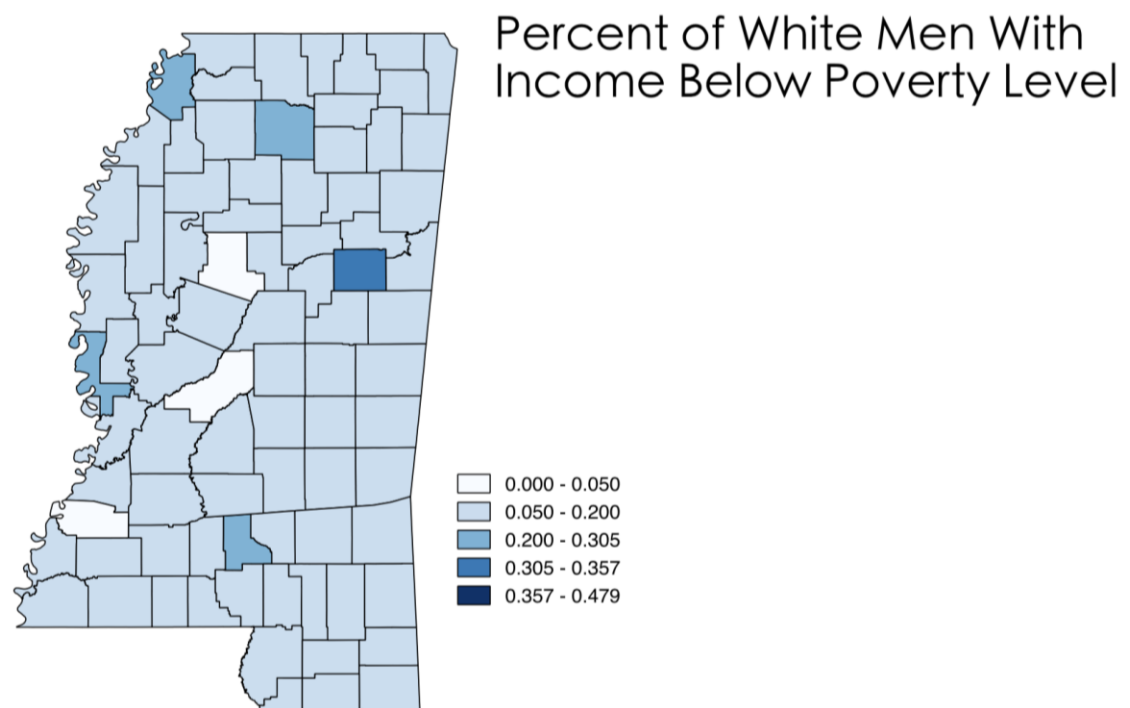 Percent of White Men With
Income Below Poverty Level
0.000 - 0.050
0.050 - 0.200
0.200 - 0.305
0.305 - 0.357
0.357 - 0.479